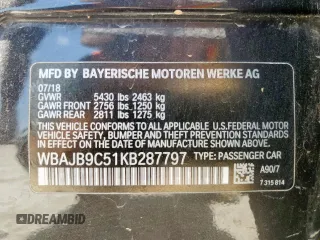 MFD BY BAYERISCHE MOTOREN WERKE AG
07/18
GVWR 5430 lbs 2463 kg
GAWR FRONT 2756 lbs 1250 kg
GAWR REAR 2811 lbs 1275 kg
THIS VEHICLE CONFORMS TO ALL APPLICABLE FEDERAL MOTOR
VEHICLE SAFETY, BUMPER AND THEFT PREVENTION STANDARDS
IN EFFECT ON THE DATE OF MANUFACTURE SHOWN ABOVE.
WBAJB9C51KB287797 TYPE: PASSENGER CAR
A90/7
7 315 814
DREAMBID